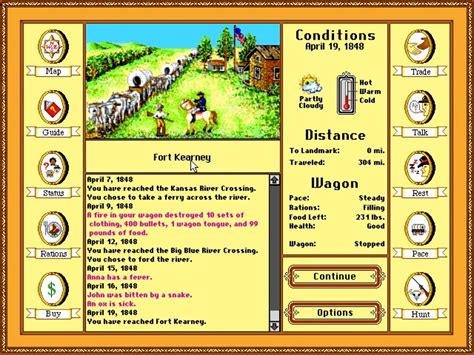 Map
Guide
Status
Rations
Buy
Fort Kearney
April 7, 1848
You have reached the Kansas River Crossing.
You chose to take a ferry across the river.
April 9, 1848
A fire in your wagon destroyed 10 sets of
clothing, 400 bullets, 1 wagon tongue, and 99
pounds of food.
April 12, 1848
You have reached the Big Blue River Crossing.
You chose to ford the river.
April 15, 1848
Anna has a fever.
April 16, 1848
John was bitten by a snake.
An ox is sick.
April 19, 1848
You have reached Fort Kearney.
Conditions
April 19, 1848
Partly
Cloudy
Hot
Warm
Cold
Distance
To Landmark: 0 mi.
Traveled: 304 mi.
Wagon
Pace: Steady
Rations: Filling
Food Left: 231 lbs.
Health: Good
Wagon: Stopped
Continue
Options
Trade
Talk
Rest
Pace
Hunt